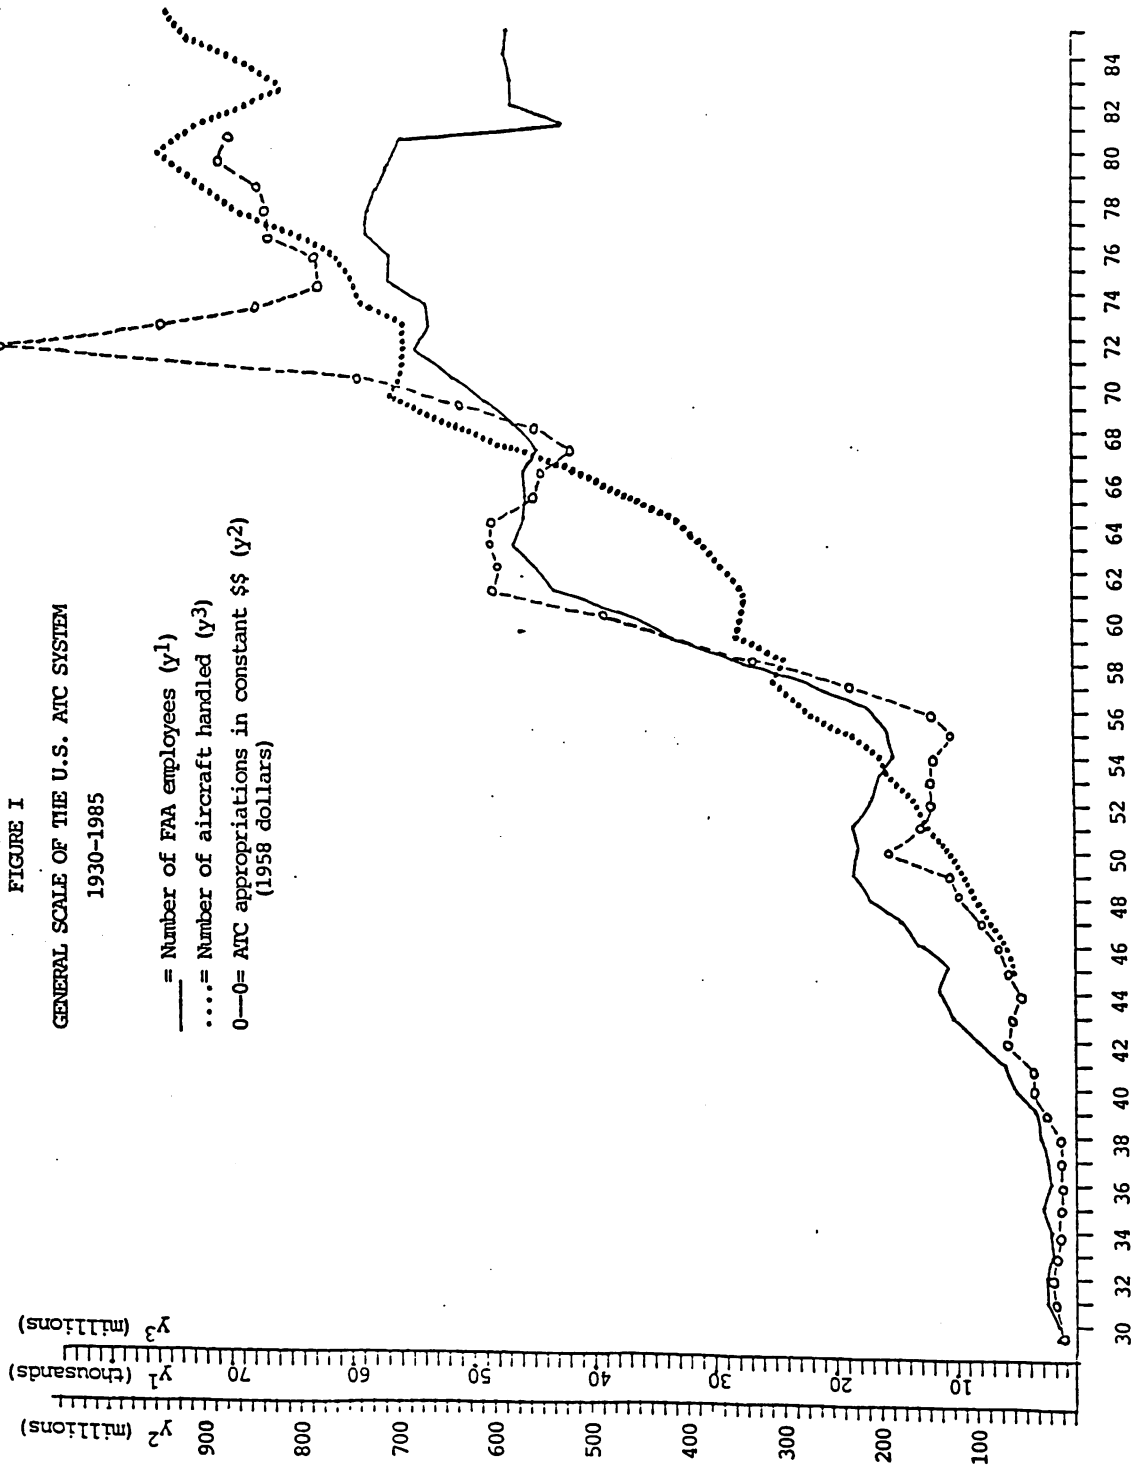 FIGURE I
GENERAL SCALE OF THE U.S. ATC SYSTEM
1930-1985
____ = Number of FAA employees (y1)
....= Number of aircraft handled (y3)
0—0= ATC appropriations in constant $$ (y2)
(1958 dollars)
y2 (millions)
900
700
600
500
400
300
200
100
y1 (thousands)
70
60
50
40
30
20
10
y3 (millions)
30 32 34 36 38 40 42 44 46 48 50 52 54 56 58 60 62 64 66 68 70 72 74 76 78 80 82 84